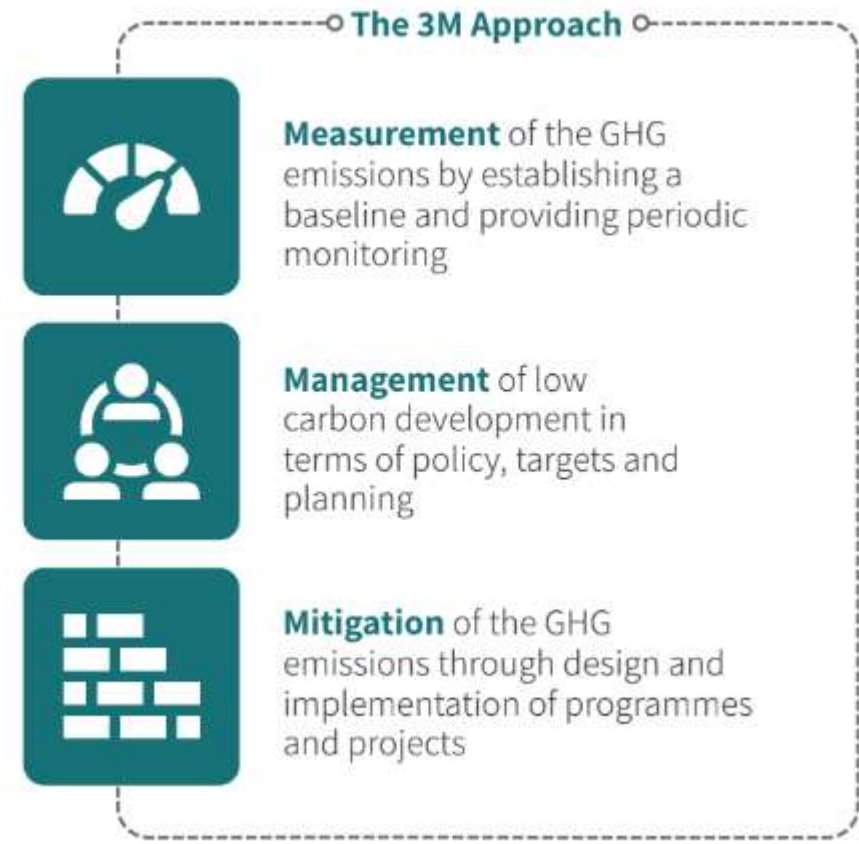 The 3M Approach
Measurement of the GHG
emissions by establishing a
baseline and providing periodic
monitoring
Management of low
carbon development in
terms of policy, targets and
planning
Mitigation of the GHG
emissions through design and
implementation of programmes
and projects